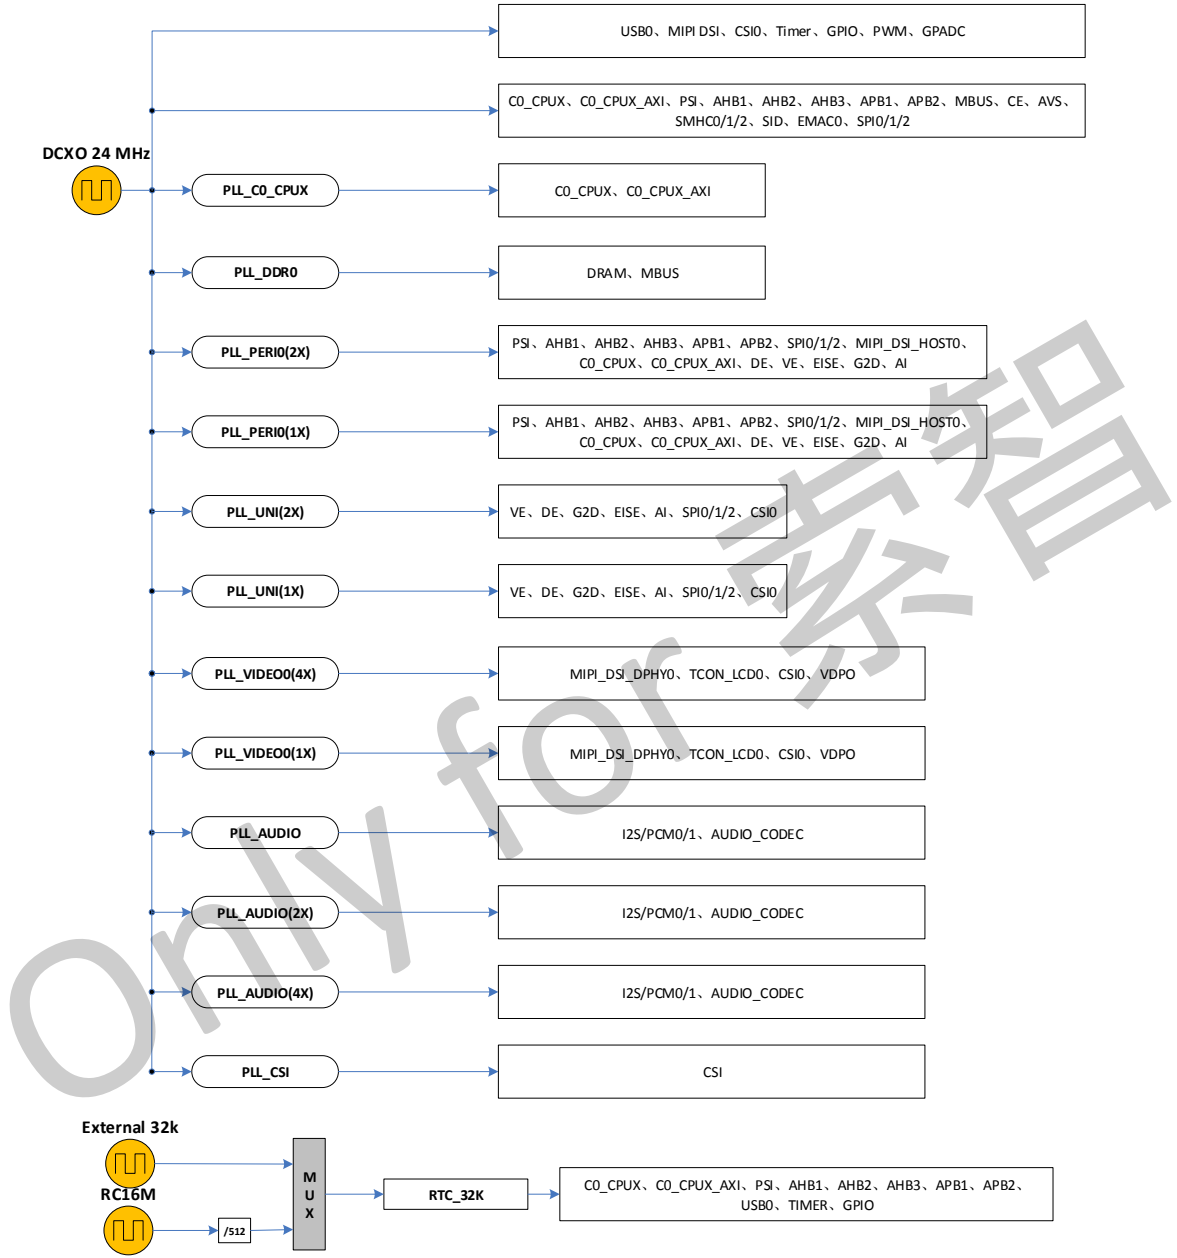 USB0、MIPI DSI、CSI0、Timer、GPIO、PWM、GPADC
C0_CPUX、C0_CPUX_AXI、PSI、AHB1、AHB2、AHB3、APB1、APB2、MBUS、CE、AVS、
SMHC0/1/2、SID、EMAC0、SPI0/1/2
DCXO 24 MHz
PLL_C0_CPUX
C0_CPUX、C0_CPUX_AXI
PLL_DDR0
DRAM、MBUS
PLL_PERI0(2X)
PSI、AHB1、AHB2、AHB3、APB1、APB2、SPI0/1/2、MIPI_DSI_HOST0、
C0_CPUX、C0_CPUX_AXI、DE、VE、EISE、G2D、AI
PLL_PERI0(1X)
PSI、AHB1、AHB2、AHB3、APB1、APB2、SPI0/1/2、MIPI_DSI_HOST0、
C0_CPUX、C0_CPUX_AXI、DE、VE、EISE、G2D、AI
PLL_UNI(2X)
VE、DE、G2D、EISE、AI、SPI0/1/2、CSI0
PLL_UNI(1X)
VE、DE、G2D、EISE、AI、SPI0/1/2、CSI0
PLL_VIDEO0(4X)
MIPI_DSI_DPHY0、TCON_LCD0、CSI0、VDPO
PLL_VIDEO0(1X)
MIPI_DSI_DPHY0、TCON_LCD0、CSI0、VDPO
PLL_AUDIO
I2S/PCM0/1、AUDIO_CODEC
PLL_AUDIO(2X)
I2S/PCM0/1、AUDIO_CODEC
PLL_AUDIO(4X)
I2S/PCM0/1、AUDIO_CODEC
PLL_CSI
CSI
External 32k
RC16M
/512
MUX
RTC_32K
C0_CPUX、C0_CPUX_AXI、PSI、AHB1、AHB2、AHB3、APB1、APB2、
USB0、TIMER、GPIO
Only for 索智